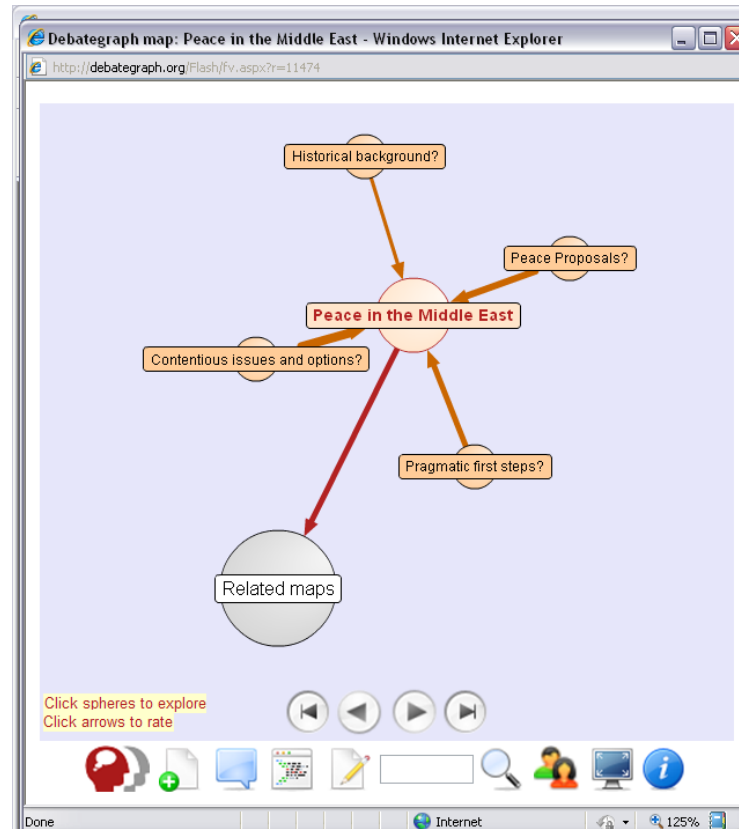 Debategraph map: Peace in the Middle East - Windows Internet Explorer
http://debategraph.org/Flash/fv.aspx?r=11474
Historical background?
Peace Proposals?
Peace in the Middle East
Contentious issues and options?
Pragmatic first steps?
Related maps
Click spheres to explore
Click arrows to rate
Done
Internet
125%